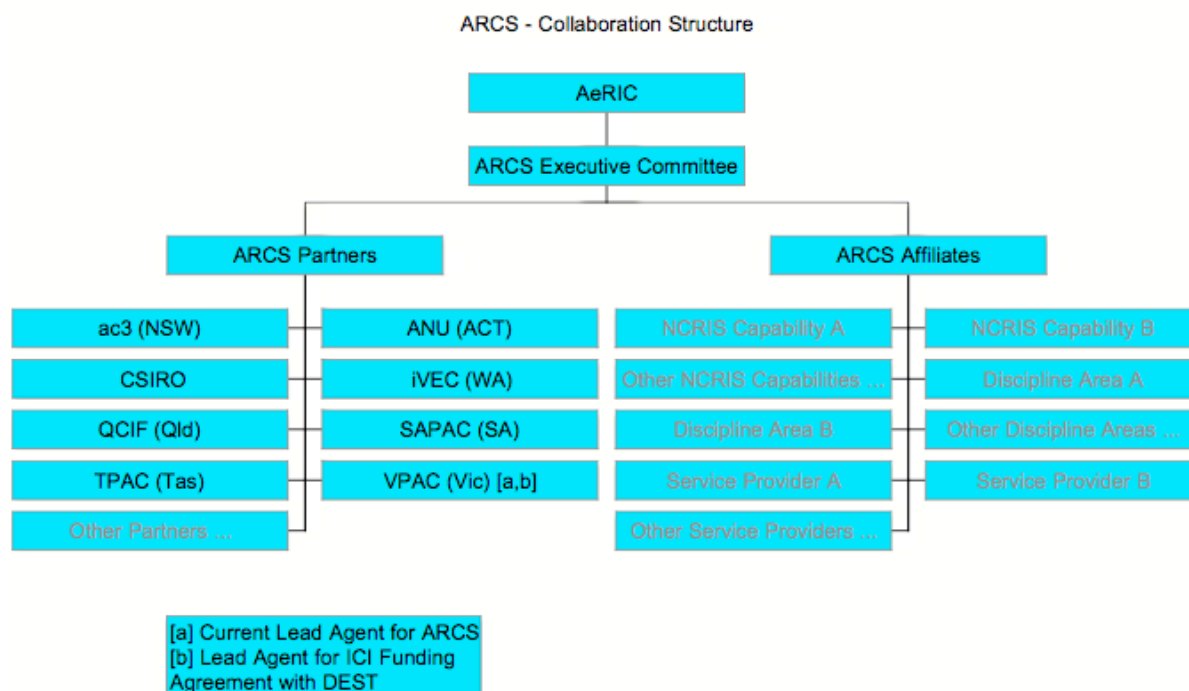 ARCS - Collaboration Structure
AeRIC
ARCS Executive Committee
ARCS Partners
ARCS Affiliates
ac3 (NSW)
ANU (ACT)
NCRIS Capability A
NCRIS Capability B
CSIRO
iVEC (WA)
Other NCRIS Capabilities ...
Discipline Area A
QCIF (Qld)
SAPAC (SA)
Discipline Area B
Other Discipline Areas ...
TPAC (Tas)
VPAC (Vic) [a,b]
Service Provider A
Service Provider B
Other Partners ...
Other Service Providers ...
[a] Current Lead Agent for ARCS
[b] Lead Agent for ICI Funding
Agreement with DEST